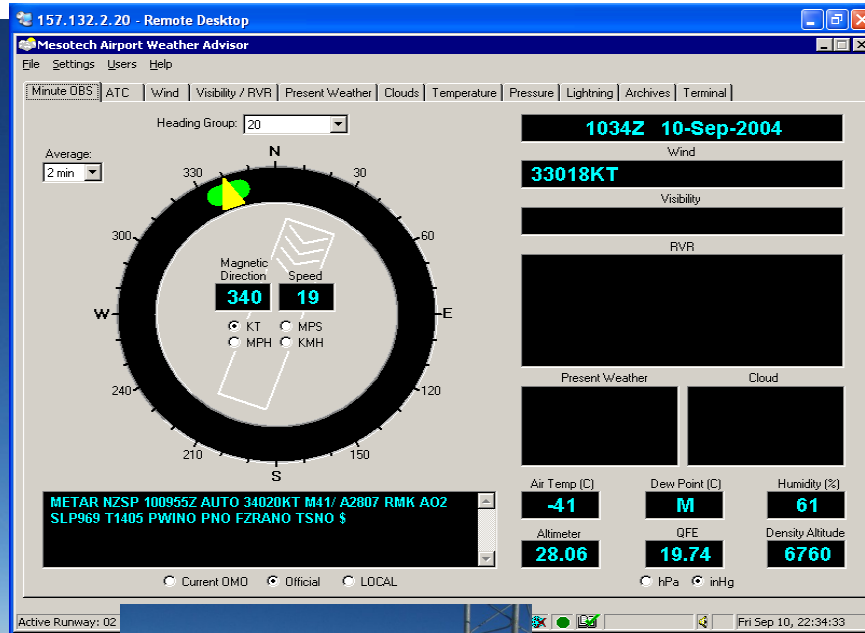 157.132.2.20 - Remote Desktop
Mesotech Airport Weather Advisor
File Settings Users Help
Minute OBS ATC Wind Visibility / RVR Present Weather Clouds Temperature Pressure Lightning Archives Terminal
Heading Group: 20
Average:
2 min
N
30
60
E
120
150
S
210
240
W
300
330
Magnetic
Direction
Speed
340 19
KT MPS
MPH KMH
1034Z 10-Sep-2004
Wind
33018KT
Visibility
RVR
Present Weather Cloud
Air Temp (C) Dew Point (C) Humidity (%)
-41 M 61
Altimeter QFE Density Altitude
28.06 19.74 6760
hPa inHg
METAR NZSP 100955Z AUTO 34020KT M41/ A2807 RMK AO2
SLP969 T1405 PWINO PNO FZRANO TSNO $
Current OMO Official LOCAL
Active Runway: 02
Fri Sep 10, 22:34:33